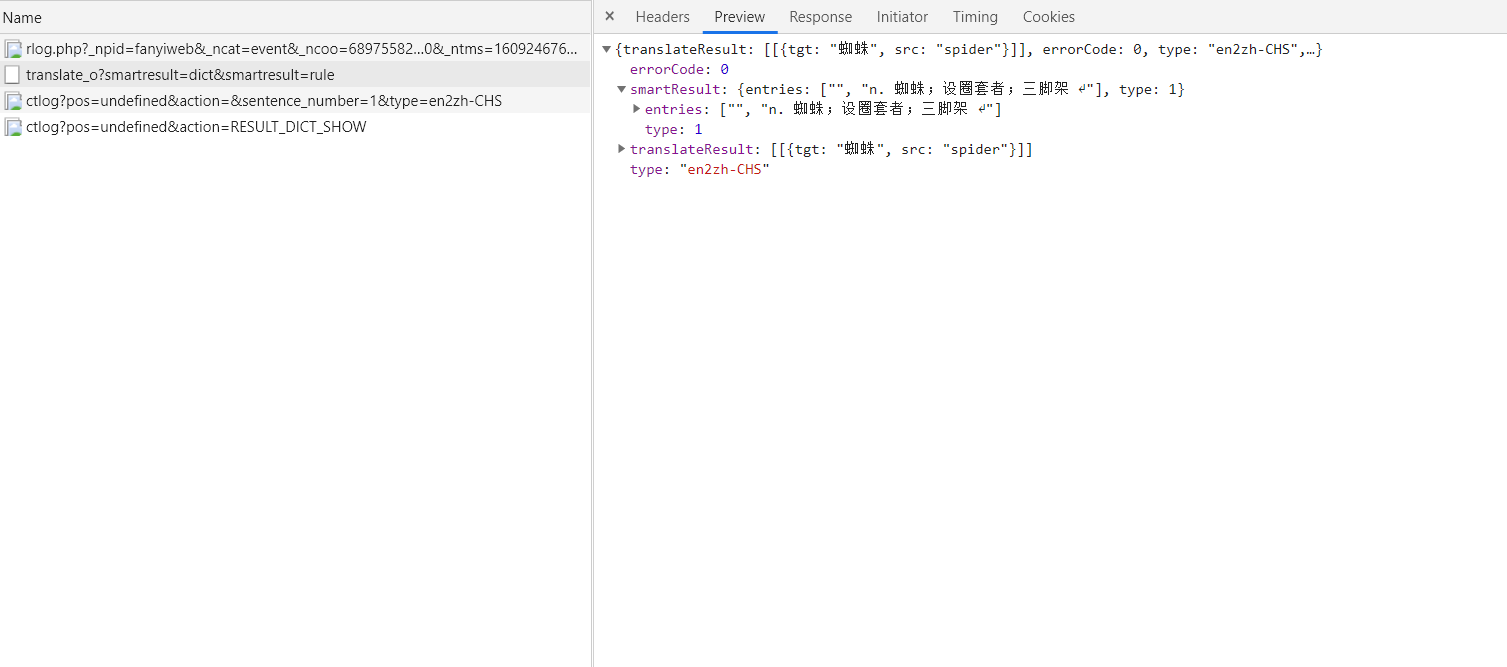 Name
rlog.php?_npid=fanyiweb&_ncat=event&_ncoo=68975582...0&_ntms=160924676...
translate_o?smartresult=dict&smartresult=rule
ctlog?pos=undefined&action=&sentence_number=1&type=en2zh-CHS
ctlog?pos=undefined&action=RESULT_DICT_SHOW
× Headers Preview Response Initiator Timing Cookies
▼{translateResult: [[{tgt: "蜘蛛", src: "spider"}]], errorCode: 0, type: "en2zh-CHS",…}
errorCode: 0
▼smartResult: {entries: ["", "n. 蜘蛛；设圈套者；三脚架 ↵"], type: 1}
▶entries: ["", "n. 蜘蛛；设圈套者；三脚架 ↵"]
type: 1
▶translateResult: [[{tgt: "蜘蛛", src: "spider"}]]
type: "en2zh-CHS"